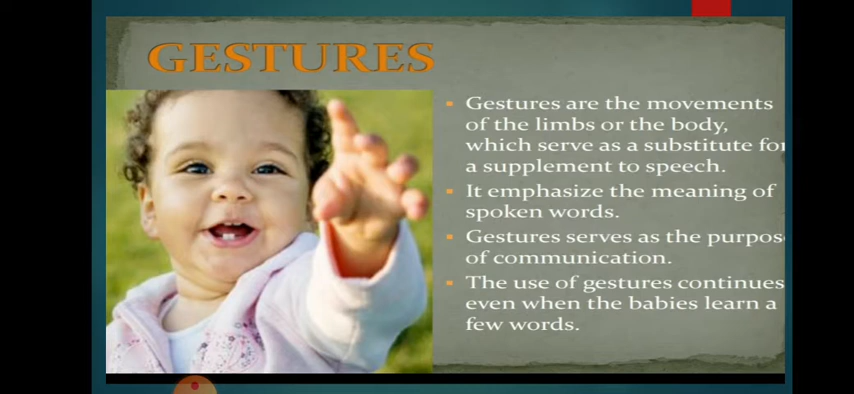 GESTURES
▪ Gestures are the movements
of the limbs or the body,
which serve as a substitute for
a supplement to speech.
▪ It emphasize the meaning of
spoken words.
▪ Gestures serves as the purpos
of communication.
▪ The use of gestures continues
even when the babies learn a
few words.